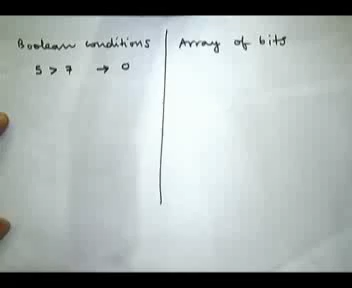 Boolean conditions
5 > 7 → 0
Array of bits